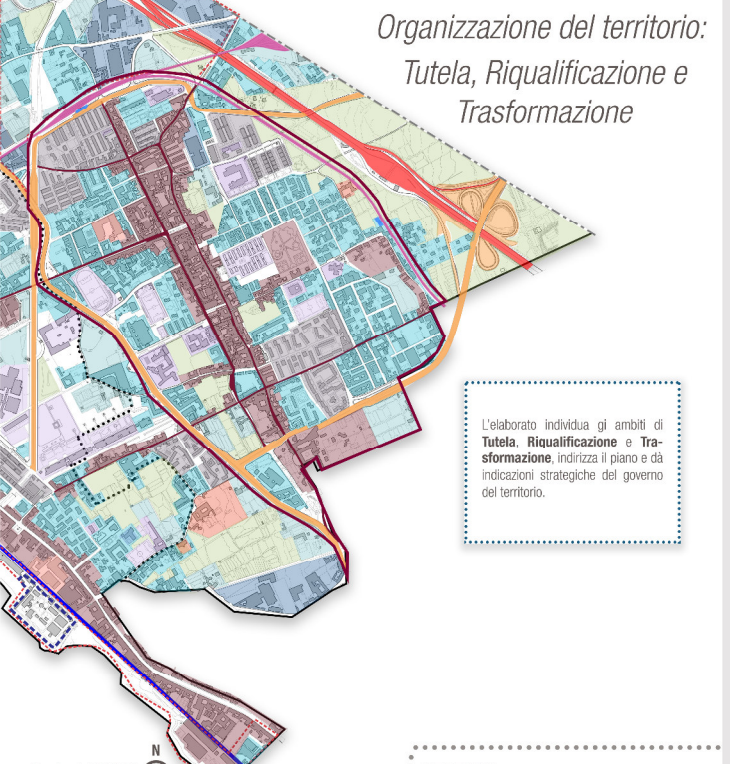 Organizzazione del territorio:
Tutela, Riqualificazione e
Trasformazione
L'elaborato individua gi ambiti di
Tutela, Riqualificazione e Tra-
sformazione, indirizza il piano e dà
indicazioni strategiche del governo
del territorio.
N